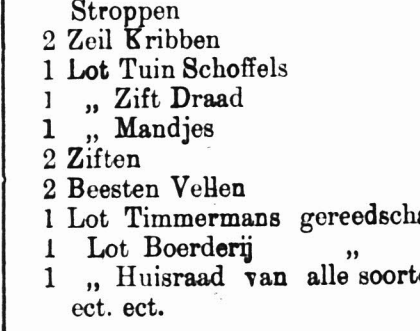 Stroppen
2 Zeil Kribben
1 Lot Tuin Schoffels
1 „ Zift Draad
1 „ Mandjes
2 Ziften
2 Beesten Vellen
1 Lot Timmermans gereedscha
1 Lot Boerderij „
1 „ Huisraad van alle soort
ect. ect.